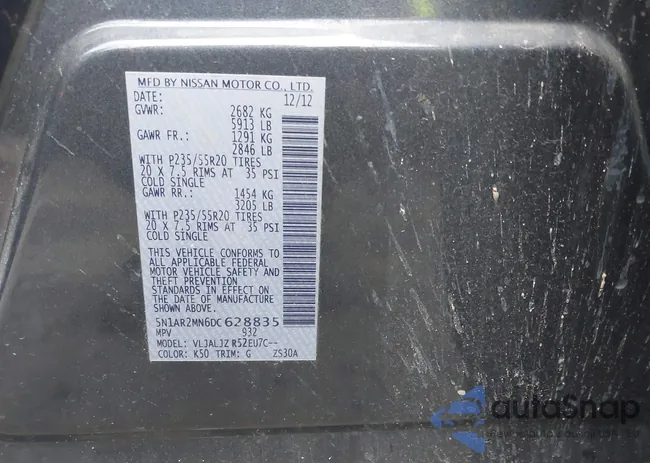 MFD BY NISSAN MOTOR CO., LTD.
DATE: 12/12
GVWR: 2682 KG
5913 LB
GAWR FR.: 1291 KG
2846 LB
WITH P235/55R20 TIRES
20 X 7.5 RIMS AT 35 PSI
COLD SINGLE
GAWR RR.: 1454 KG
3205 LB
WITH P235/55R20 TIRES
20 X 7.5 RIMS AT 35 PSI
COLD SINGLE
THIS VEHICLE CONFORMS TO
ALL APPLICABLE FEDERAL
MOTOR VEHICLE SAFETY AND
THEFT PREVENTION
STANDARDS IN EFFECT ON
THE DATE OF MANUFACTURE
SHOWN ABOVE.
5N1AR2MN6DC628835
MPV 932
MODEL: VLJALJZ R52EU7C--
COLOR: K50 TRIM: G ZS30A
autaSnap